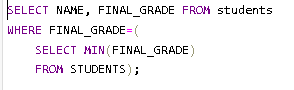 SELECT NAME, FINAL_GRADE FROM students
WHERE FINAL_GRADE=(
SELECT MIN(FINAL_GRADE)
FROM STUDENTS);